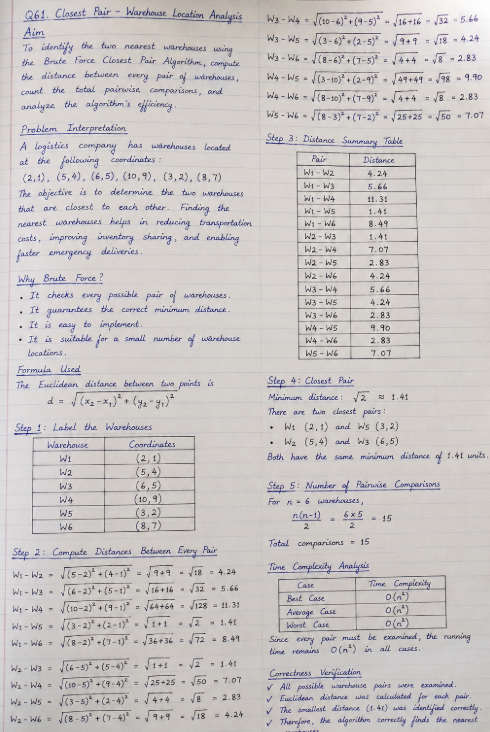 Q61. Closest Pair - Warehouse Location Analysis
Aim
To identify the two nearest warehouses using
the Brute Force Closest Pair Algorithm, compute
the distance between every pair of warehouses,
count the total pairwise comparisons, and
analyze the algorithm's efficiency.
Problem Interpretation
A logistics company has warehouses located
at the following coordinates :
(2,1), (5,4), (6,5), (10,9), (3,2), (8,7)
The objective is to determine the two warehouses
that are closest to each other. Finding the
nearest warehouses helps in reducing transportation
costs, improving inventory sharing, and enabling
faster emergency deliveries.
Why Brute Force?
• It checks every possible pair of warehouses.
• It guarantees the correct minimum distance.
• It is easy to implement.
• It is suitable for a small number of warehouse
locations.
Formula Used
The Euclidean distance between two points is
d = √(x₂-x₁)² + (y₂-y₁)²
Step 1: Label the Warehouses
Warehouse Coordinates
W1 (2,1)
W2 (5,4)
W3 (6,5)
W4 (10,9)
W5 (3,2)
W6 (8,7)
Step 2: Compute Distances Between Every Pair
W1-W2 = √(5-2)²+(4-1)² = √9+9 = √18 = 4.24
W1-W3 = √(6-2)²+(5-1)² = √16+16 = √32 = 5.66
W1-W4 = √(10-2)²+(9-1)² = √64+64 = √128 = 11.31
W1-W5 = √(3-2)²+(2-1)² = √1+1 = √2 = 1.41
W1-W6 = √(8-2)²+(7-1)² = √36+36 = √72 = 8.49
W2-W3 = √(6-5)²+(5-4)² = √1+1 = √2 = 1.41
W2-W4 = √(10-5)²+(9-4)² = √25+25 = √50 = 7.07
W2-W5 = √(3-5)²+(2-4)² = √4+4 = √8 = 2.83
W2-W6 = √(8-5)²+(7-4)² = √9+9 = √18 = 4.24
W3-W4 = √(10-6)²+(9-5)² = √16+16 = √32 = 5.66
W3-W5 = √(3-6)²+(2-5)² = √9+9 = √18 = 4.24
W3-W6 = √(8-6)²+(7-5)² = √4+4 = √8 = 2.83
W4-W5 = √(3-10)²+(2-9)² = √49+49 = √98 = 9.90
W4-W6 = √(8-10)²+(7-9)² = √4+4 = √8 = 2.83
W5-W6 = √(8-3)²+(7-2)² = √25+25 = √50 = 7.07
Step 3: Distance Summary Table
Pair Distance
W1-W2 4.24
W1-W3 5.66
W1-W4 11.31
W1-W5 1.41
W1-W6 8.49
W2-W3 1.41
W2-W4 7.07
W2-W5 2.83
W2-W6 4.24
W3-W4 5.66
W3-W5 4.24
W3-W6 2.83
W4-W5 9.90
W4-W6 2.83
W5-W6 7.07
Step 4: Closest Pair
Minimum distance : √2 ≈ 1.41
There are two closest pairs :
• W1 (2,1) and W5 (3,2)
• W2 (5,4) and W3 (6,5)
Both have the same minimum distance of 1.41 units.
Step 5: Number of Pairwise Comparisons
For n = 6 warehouses,
n(n-1)/2 = 6×5/2 = 15
Total comparisons = 15
Time Complexity Analysis
Case Time Complexity
Best Case O(n²)
Average Case O(n²)
Worst Case O(n²)
Since every pair must be examined, the running
time remains O(n²) in all cases.
Correctness Verification
✓ All possible warehouse pairs were examined.
✓ Euclidean distance was calculated for each pair.
✓ The smallest distance (1.41) was identified correctly.
✓ Therefore, the algorithm correctly finds the nearest